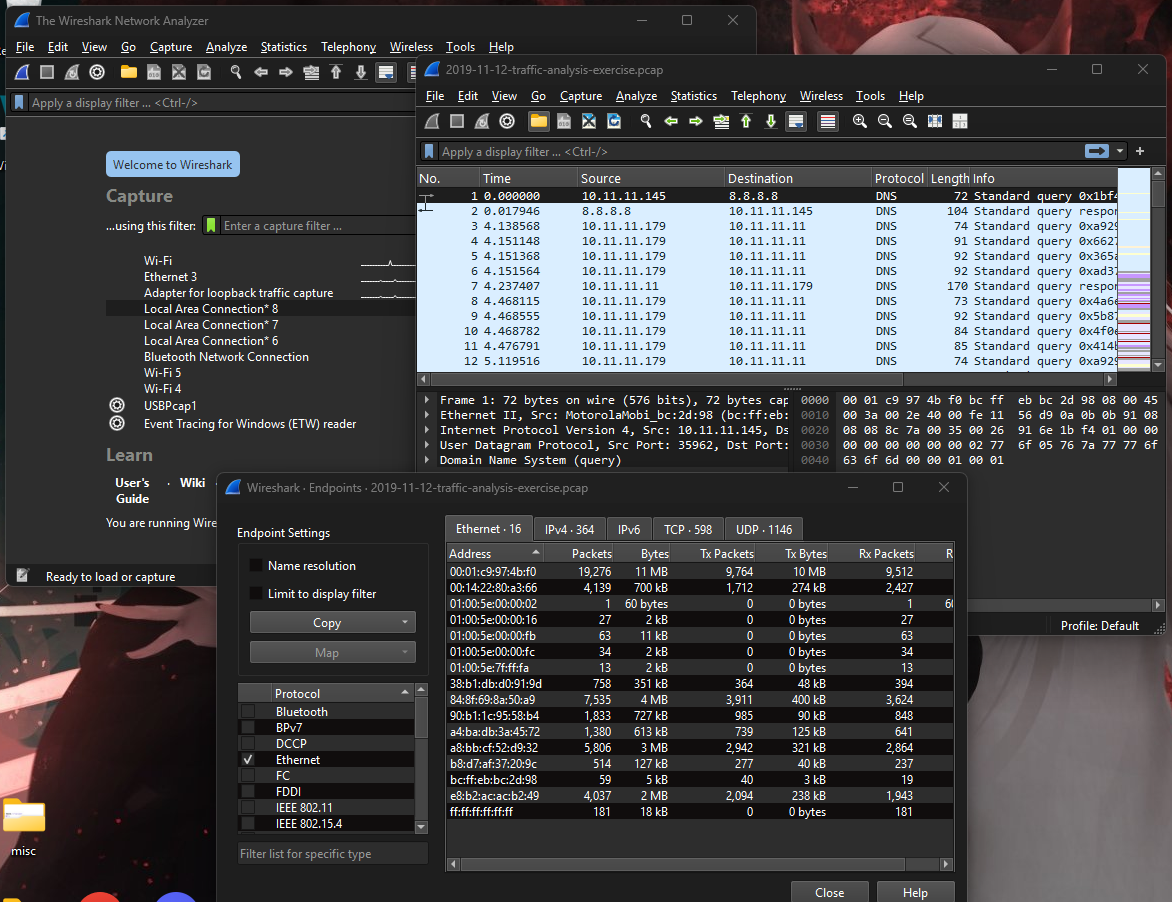 The Wireshark Network Analyzer
File Edit View Go Capture Analyze Statistics Telephony Wireless Tools Help
Apply a display filter ... <Ctrl-/>
Welcome to Wireshark
Capture
...using this filter: Enter a capture filter ...
Wi-Fi
Ethernet 3
Adapter for loopback traffic capture
Local Area Connection* 8
Local Area Connection* 7
Local Area Connection* 6
Bluetooth Network Connection
Wi-Fi 5
Wi-Fi 4
USBPcap1
Event Tracing for Windows (ETW) reader
Learn
User's Guide · Wiki
You are running Wire
Ready to load or capture
2019-11-12-traffic-analysis-exercise.pcap
File Edit View Go Capture Analyze Statistics Telephony Wireless Tools Help
Apply a display filter ... <Ctrl-/>
No. Time Source Destination Protocol Length Info
1 0.000000 10.11.11.145 8.8.8.8 DNS 72 Standard query 0x1bf4
2 0.017946 8.8.8.8 10.11.11.145 DNS 104 Standard query respon
3 4.138568 10.11.11.179 10.11.11.11 DNS 74 Standard query 0xa929
4 4.151148 10.11.11.179 10.11.11.11 DNS 91 Standard query 0x6627
5 4.151368 10.11.11.179 10.11.11.11 DNS 92 Standard query 0x365a
6 4.151564 10.11.11.179 10.11.11.11 DNS 92 Standard query 0xad37
7 4.237407 10.11.11.11 10.11.11.179 DNS 170 Standard query respon
8 4.468115 10.11.11.179 10.11.11.11 DNS 73 Standard query 0x4a6e
9 4.468555 10.11.11.179 10.11.11.11 DNS 92 Standard query 0x5b87
10 4.468782 10.11.11.179 10.11.11.11 DNS 84 Standard query 0x4f0e
11 4.476791 10.11.11.179 10.11.11.11 DNS 85 Standard query 0x414b
12 5.119516 10.11.11.179 10.11.11.11 DNS 74 Standard query 0xa929
Frame 1: 72 bytes on wire (576 bits), 72 bytes cap
Ethernet II, Src: MotorolaMobi_bc:2d:98 (bc:ff:eb:
Internet Protocol Version 4, Src: 10.11.11.145, Ds
User Datagram Protocol, Src Port: 35962, Dst Port:
Domain Name System (query)
0000 00 01 c9 97 4b f0 bc ff eb bc 2d 98 08 00 45
0010 00 3a 00 2e 40 00 fe 11 56 d9 0a 0b 0b 91 08
0020 08 08 8c 7a 00 35 00 26 91 6e 1b f4 01 00 00
0030 00 00 00 00 00 00 02 77 6f 05 76 7a 77 77 6f
0040 63 6f 6d 00 00 01 00 01
Profile: Default
Wireshark · Endpoints · 2019-11-12-traffic-analysis-exercise.pcap
Endpoint Settings
Name resolution
Limit to display filter
Copy
Map
Protocol
Bluetooth
BPv7
DCCP
Ethernet
FC
FDDI
IEEE 802.11
IEEE 802.15.4
Filter list for specific type
Ethernet · 16 IPv4 · 364 IPv6 TCP · 598 UDP · 1146
Address Packets Bytes Tx Packets Tx Bytes Rx Packets R
00:01:c9:97:4b:f0 19,276 11 MB 9,764 10 MB 9,512
00:14:22:80:a3:66 4,139 700 kB 1,712 274 kB 2,427
01:00:5e:00:00:02 1 60 bytes 0 0 bytes 1 60
01:00:5e:00:00:16 27 2 kB 0 0 bytes 27
01:00:5e:00:00:fb 63 11 kB 0 0 bytes 63
01:00:5e:00:00:fc 34 2 kB 0 0 bytes 34
01:00:5e:7f:ff:fa 13 2 kB 0 0 bytes 13
38:b1:db:d0:91:9d 758 351 kB 364 48 kB 394
84:8f:69:8a:50:a9 7,535 4 MB 3,911 400 kB 3,624
90:b1:1c:95:58:b4 1,833 727 kB 985 90 kB 848
a4:ba:db:3a:45:72 1,380 613 kB 739 125 kB 641
a8:bb:cf:52:d9:32 5,806 3 MB 2,942 321 kB 2,864
b8:d7:af:37:20:9c 514 127 kB 277 40 kB 237
bc:ff:eb:bc:2d:98 59 5 kB 40 3 kB 19
e8:b2:ac:ac:b2:49 4,037 2 MB 2,094 238 kB 1,943
ff:ff:ff:ff:ff:ff 181 18 kB 0 0 bytes 181
Close Help
misc